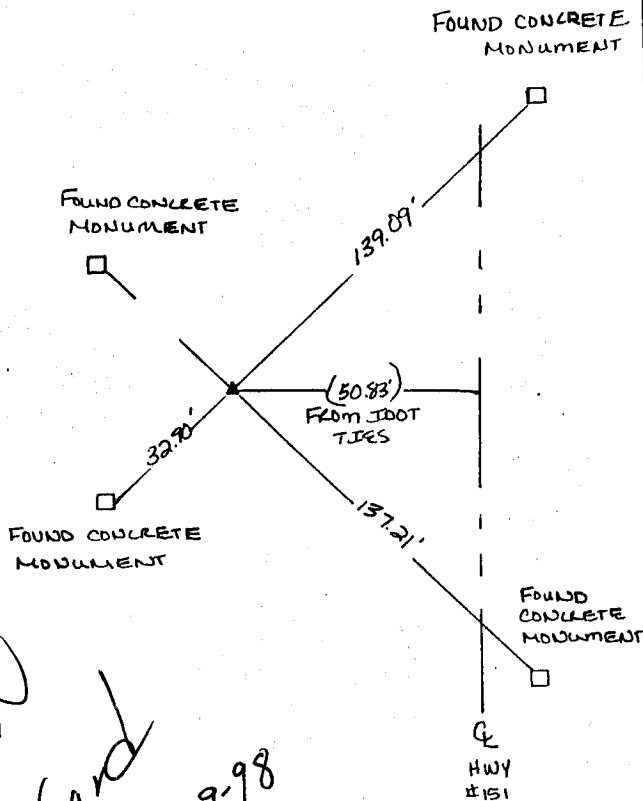 FOUND CONCRETE
MONUMENT
FOUND CONCRETE
MONUMENT
139.09'
(50.83')
FROM IDOT
TIES
32.90'
137.21'
FOUND CONCRETE
MONUMENT
FOUND
CONCRETE
MONUMENT
℄
HWY
#151
9-98